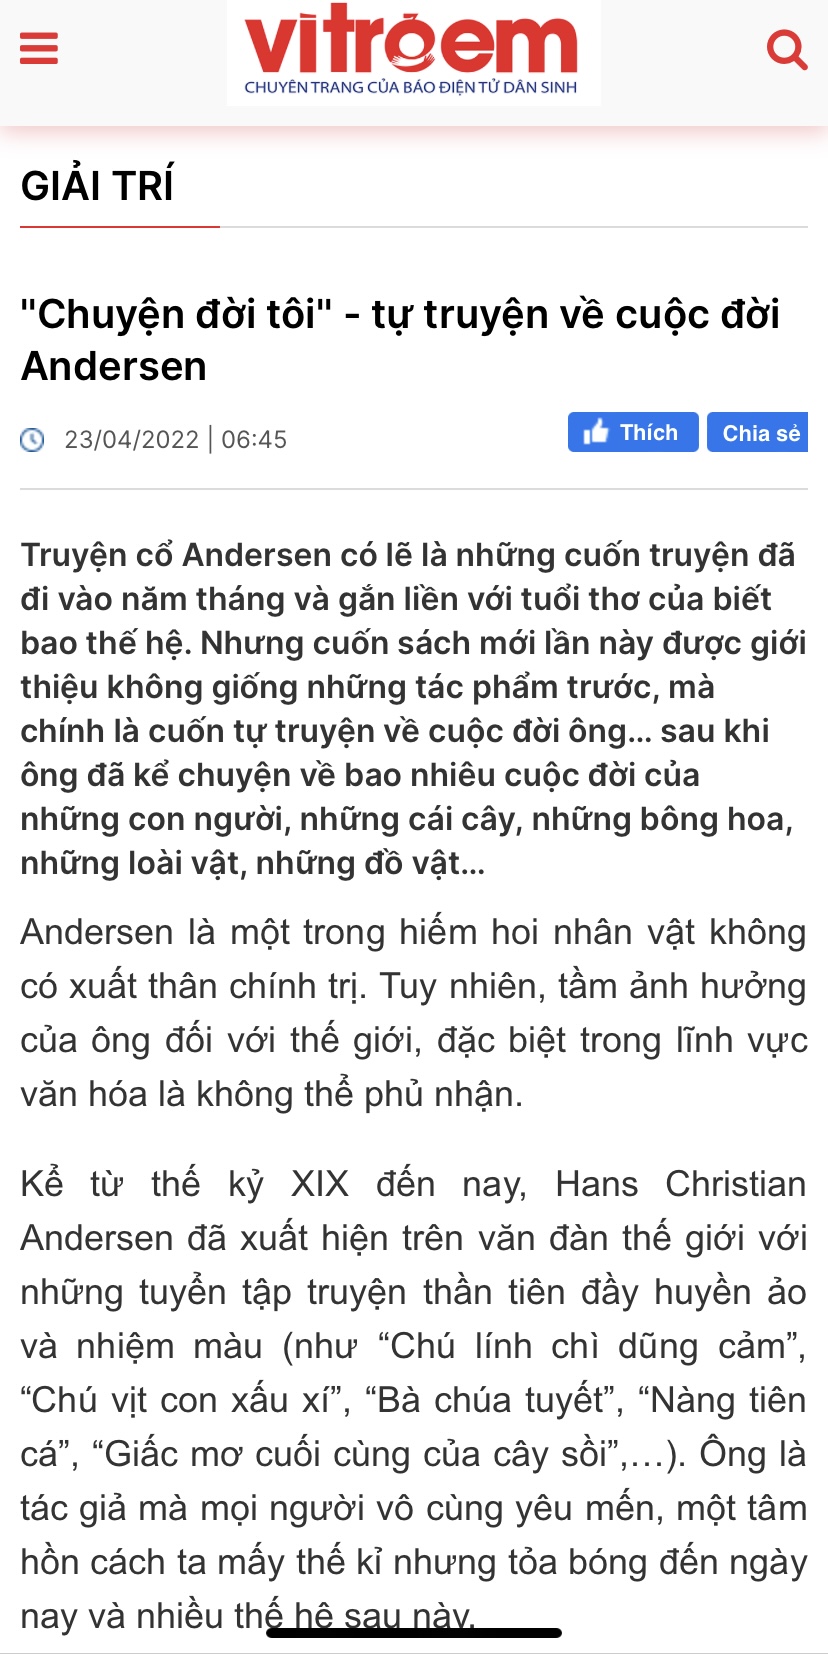 vìtrẻem
CHUYÊN TRANG CỦA BÁO ĐIỆN TỬ DÂN SINH
GIẢI TRÍ
"Chuyện đời tôi" - tự truyện về cuộc đời
Andersen
23/04/2022 | 06:45
Thích
Chia sẻ
Truyện cổ Andersen có lẽ là những cuốn truyện đã
đi vào năm tháng và gắn liền với tuổi thơ của biết
bao thế hệ. Nhưng cuốn sách mới lần này được giới
thiệu không giống những tác phẩm trước, mà
chính là cuốn tự truyện về cuộc đời ông... sau khi
ông đã kể chuyện về bao nhiêu cuộc đời của
những con người, những cái cây, những bông hoa,
những loài vật, những đồ vật...
Andersen là một trong hiếm hoi nhân vật không
có xuất thân chính trị. Tuy nhiên, tầm ảnh hưởng
của ông đối với thế giới, đặc biệt trong lĩnh vực
văn hóa là không thể phủ nhận.
Kể từ thế kỷ XIX đến nay, Hans Christian
Andersen đã xuất hiện trên văn đàn thế giới với
những tuyển tập truyện thần tiên đầy huyền ảo
và nhiệm màu (như “Chú lính chì dũng cảm”,
“Chú vịt con xấu xí”, “Bà chúa tuyết”, “Nàng tiên
cá”, “Giấc mơ cuối cùng của cây sồi”,...). Ông là
tác giả mà mọi người vô cùng yêu mến, một tâm
hồn cách ta mấy thế kỉ nhưng tỏa bóng đến ngày
nay và nhiều thế hệ sau này.